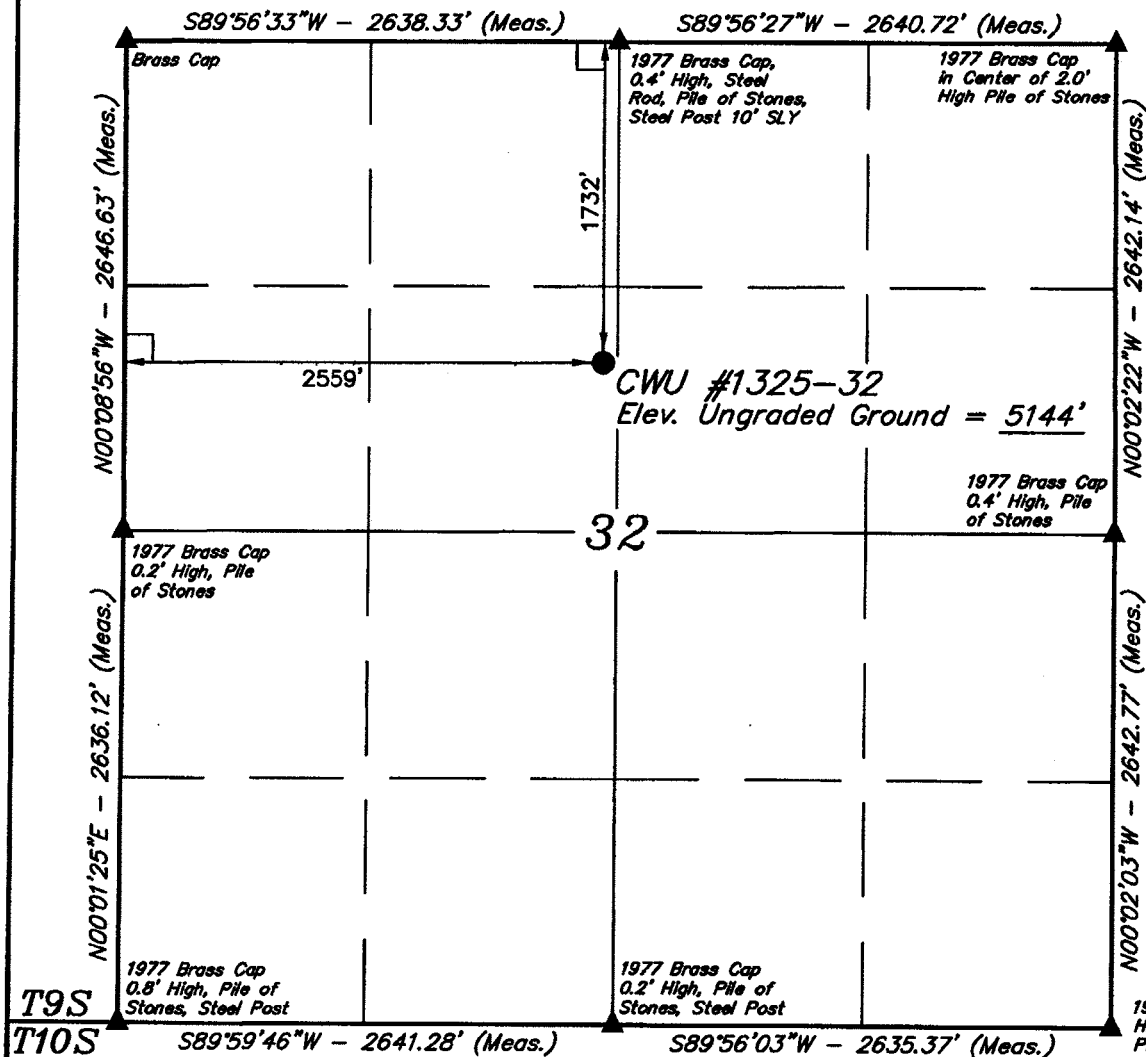 S89°56'33"W - 2638.33' (Meas.)
S89°56'27"W - 2640.72' (Meas.)
Brass Cap
1977 Brass Cap,
0.4' High, Steel
Rod, Pile of Stones,
Steel Post 10' SLY
1977 Brass Cap
in Center of 2.0'
High Pile of Stones
N00°08'56"W - 2646.63' (Meas.)
1732'
N00°02'22"W - 2642.14' (Meas.)
2559'
CWU #1325-32
Elev. Ungraded Ground = 5144'
1977 Brass Cap
0.4' High, Pile
of Stones
32
1977 Brass Cap
0.2' High, Pile
of Stones
N00°01'25"E - 2636.12' (Meas.)
N00°02'03"W - 2642.77' (Meas.)
1977 Brass Cap
0.8' High, Pile of
Stones, Steel Post
1977 Brass Cap
0.2' High, Pile of
Stones, Steel Post
T9S
T10S
S89°59'46"W - 2641.28' (Meas.)
S89°56'03"W - 2635.37' (Meas.)